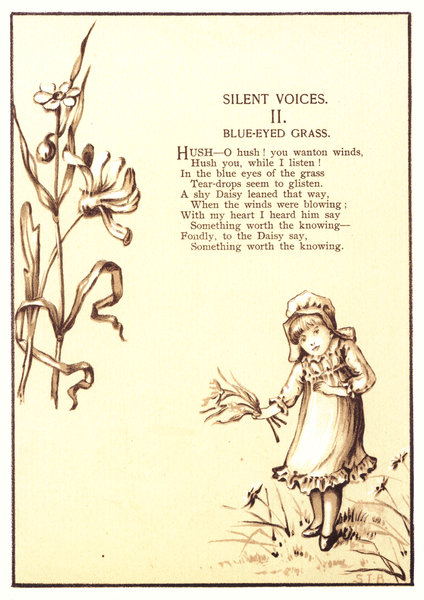 SILENT VOICES.
II.
BLUE-EYED GRASS.
HUSH—O hush! you wanton winds,
Hush you, while I listen!
In the blue eyes of the grass
Tear-drops seem to glisten.
A shy Daisy leaned that way,
When the winds were blowing;
With my heart I heard him say
Something worth the knowing—
Fondly, to the Daisy say,
Something worth the knowing.